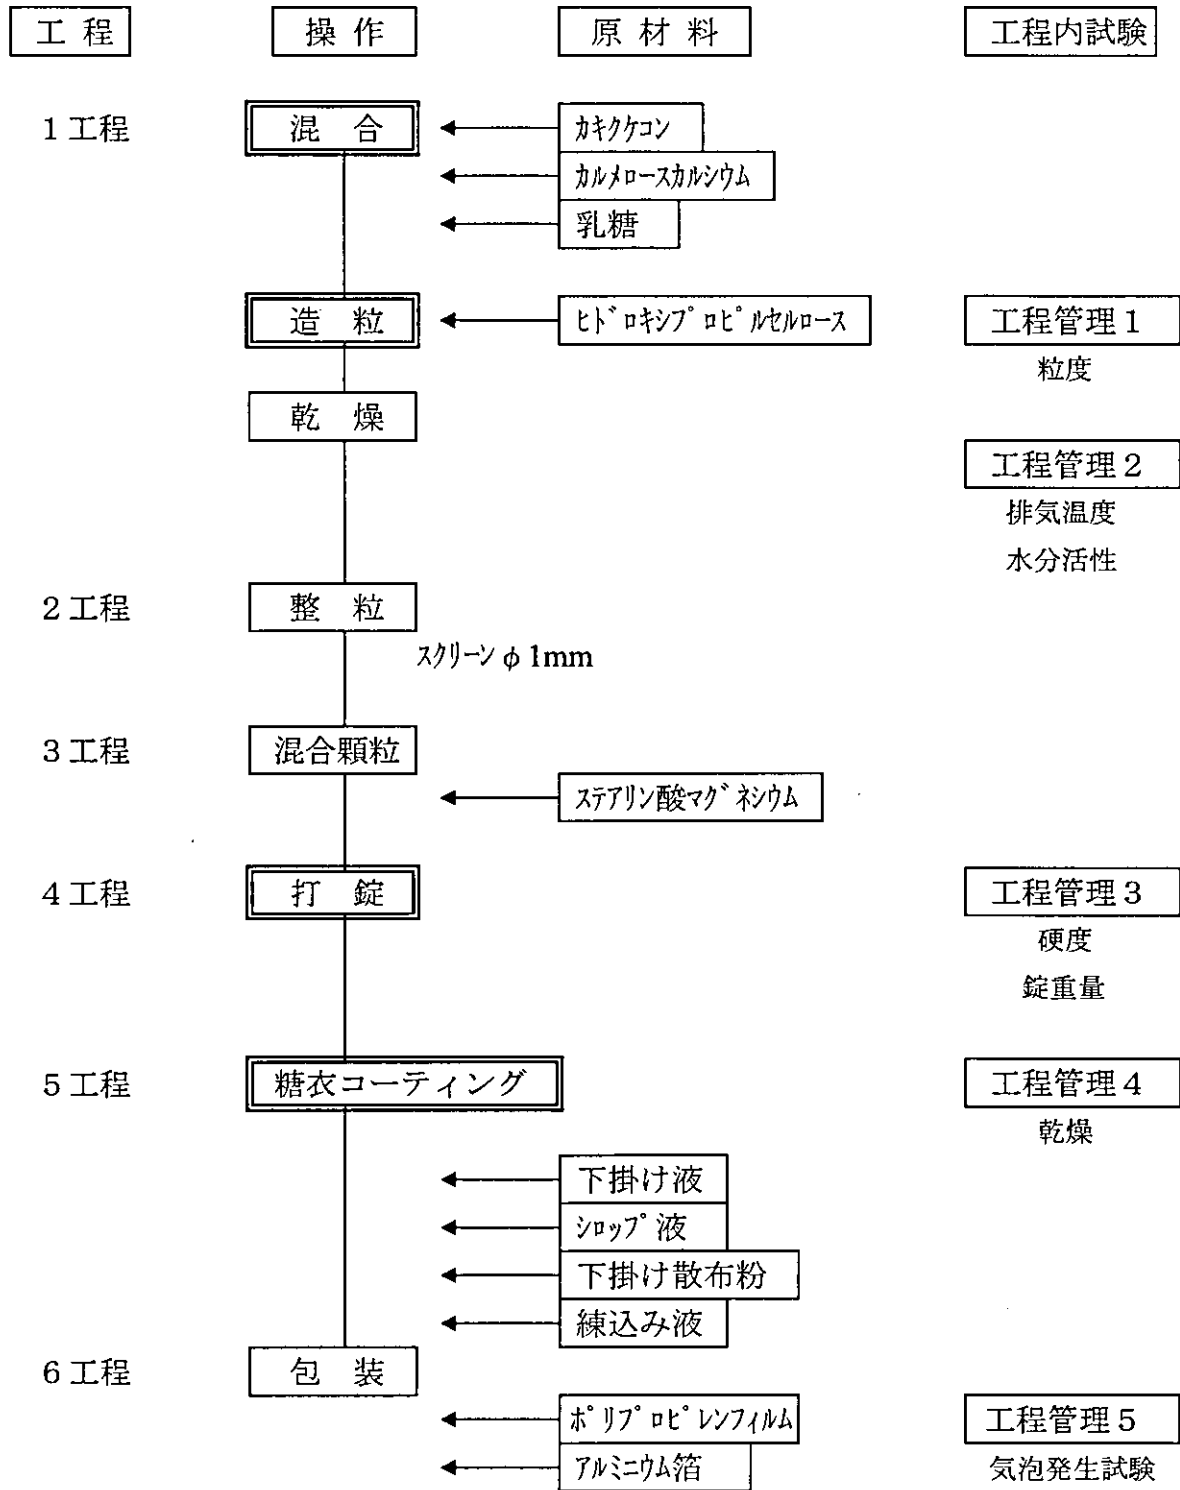 工程 操作 原材料 工程内試験
1工程 混合 カキクケコン
カルメロースカルシウム
乳糖
造粒 ヒドロキシプロピルセルロース 工程管理1
粒度
乾燥
工程管理2
排気温度
水分活性
2工程 整粒
スクリーンφ1mm
3工程 混合顆粒
ステアリン酸マグネシウム
4工程 打錠 工程管理3
硬度
錠重量
5工程 糖衣コーティング 工程管理4
乾燥
下掛け液
シロップ液
下掛け散布粉
練込み液
6工程 包装
ポリプロピレンフィルム 工程管理5
アルミニウム箔 気泡発生試験